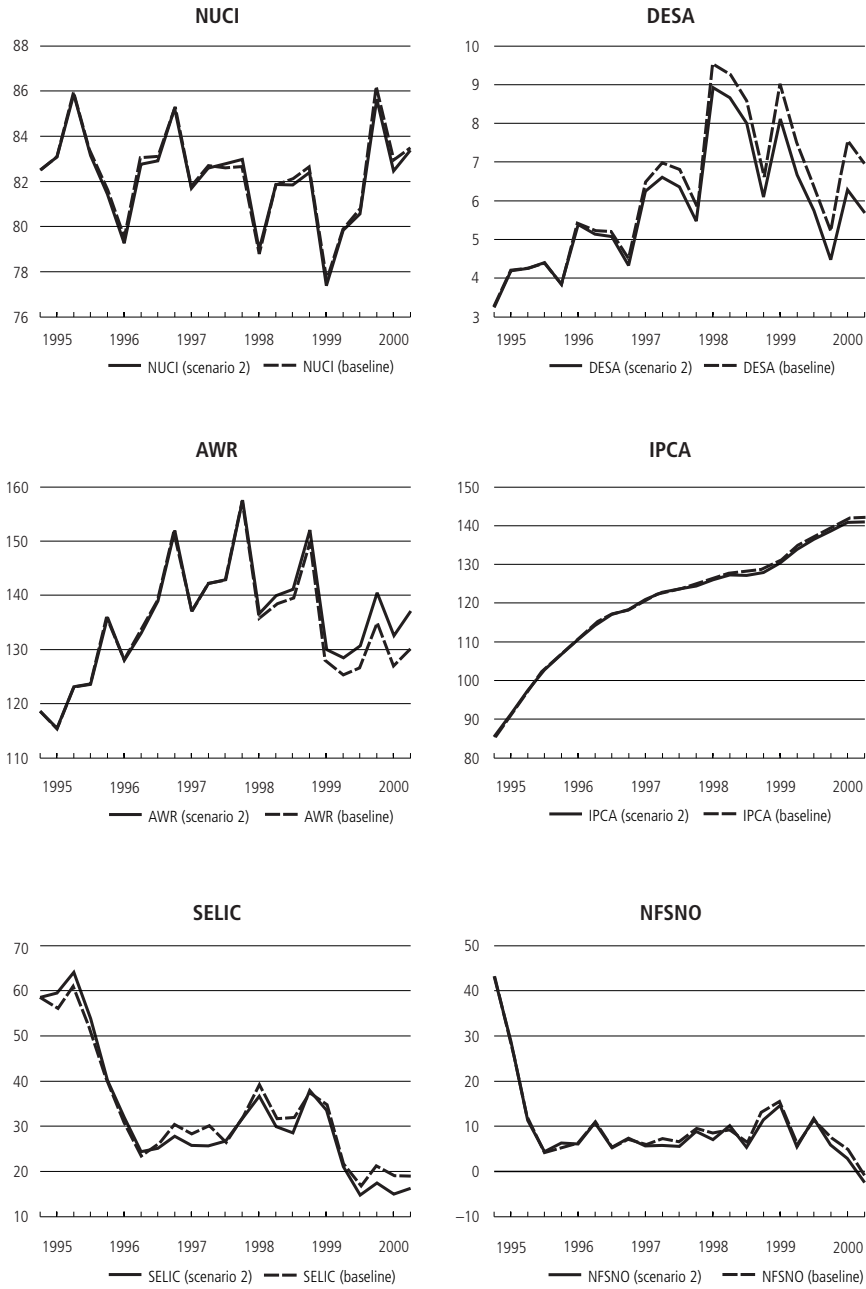 NUCI
88
86
84
82
80
78
76
1995 1996 1997 1998 1999 2000
NUCI (scenario 2) NUCI (baseline)
DESA
10
9
8
7
6
5
4
3
1995 1996 1997 1998 1999 2000
DESA (scenario 2) DESA (baseline)
AWR
160
150
140
130
120
110
1995 1996 1997 1998 1999 2000
AWR (scenario 2) AWR (baseline)
IPCA
150
140
130
120
110
100
90
80
1995 1996 1997 1998 1999 2000
IPCA (scenario 2) IPCA (baseline)
SELIC
70
60
50
40
30
20
10
1995 1996 1997 1998 1999 2000
SELIC (scenario 2) SELIC (baseline)
NFSNO
50
40
30
20
10
0
−10
1995 1996 1997 1998 1999 2000
NFSNO (scenario 2) NFSNO (baseline)